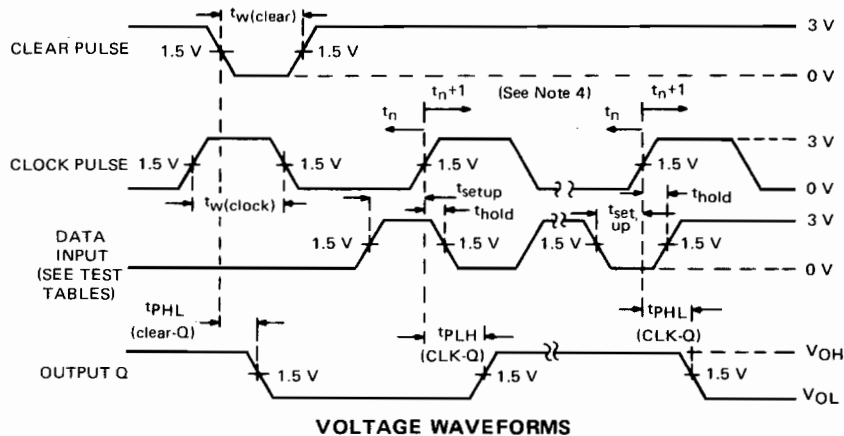 tw(clear)
3 V
CLEAR PULSE
1.5 V
1.5 V
0 V
tn+1
(See Note 4)
tn+1
tn
tn
3 V
CLOCK PULSE
1.5 V
1.5 V
1.5 V
1.5 V
0 V
tw(clock)
tsetup
thold
tset,
up
thold
3 V
DATA
INPUT
(SEE TEST
TABLES)
1.5 V
1.5 V
1.5 V
1.5 V
0 V
tPHL
(clear-Q)
tPLH
(CLK-Q)
tPHL
(CLK-Q)
VOH
OUTPUT Q
1.5 V
1.5 V
1.5 V
VOL
VOLTAGE WAVEFORMS